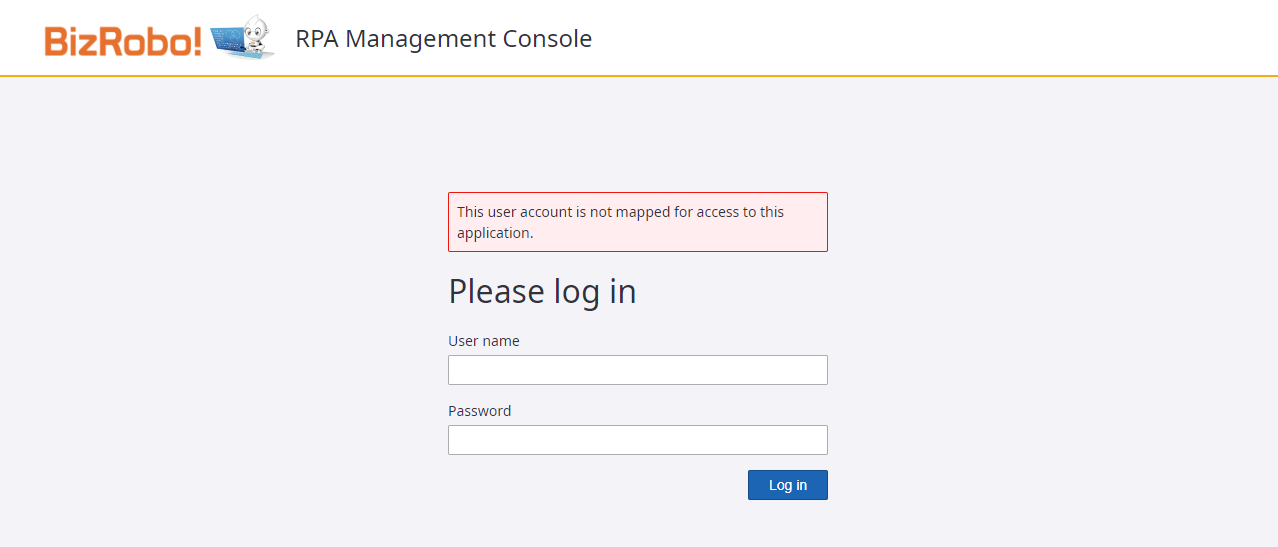 BizRobo! RPA Management Console
This user account is not mapped for access to this
application.
Please log in
User name
Password
Log in